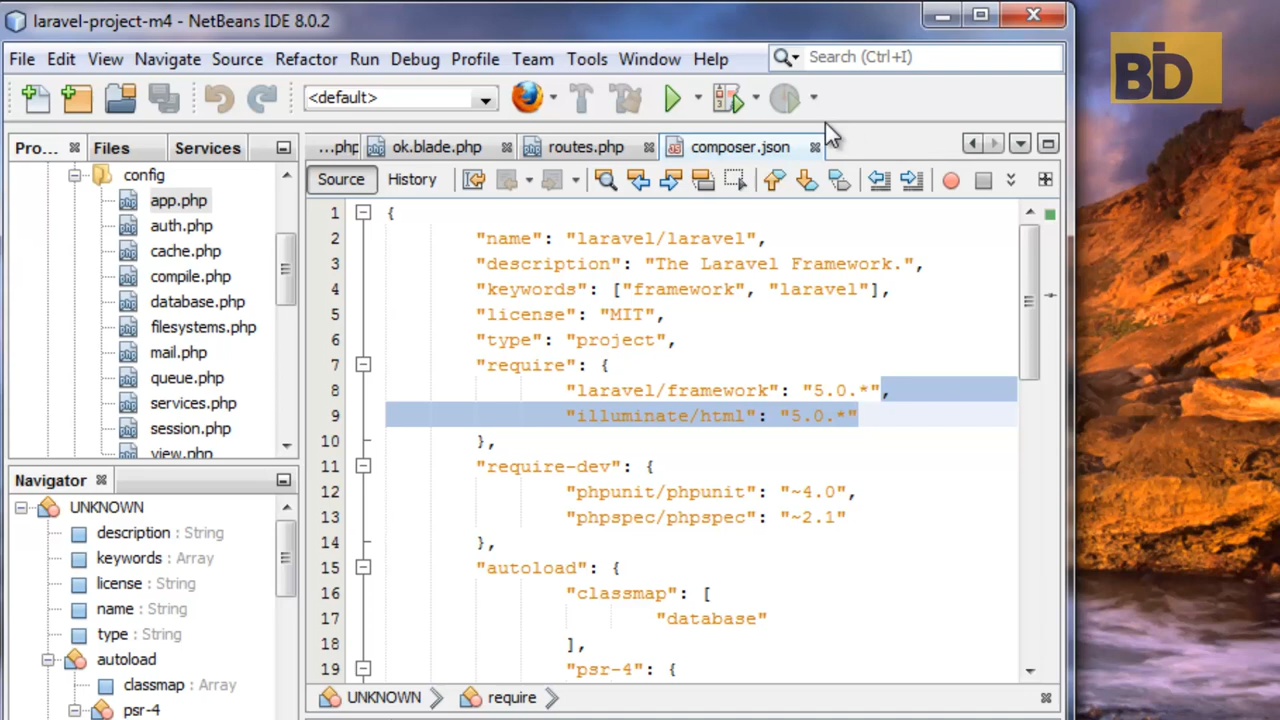 laravel-project-m4 - NetBeans IDE 8.0.2
BID
File Edit View Navigate Source Refactor Run Debug Profile Team Tools Window Help
Search (Ctrl+I)
<default>
Pro... Files Services
...php ok.blade.php routes.php composer.json
Source History
config
app.php
auth.php
cache.php
compile.php
database.php
filesystems.php
mail.php
queue.php
services.php
session.php
view.php
1 {
2 "name": "laravel/laravel",
3 "description": "The Laravel Framework.",
4 "keywords": ["framework", "laravel"],
5 "license": "MIT",
6 "type": "project",
7 "require": {
8 "laravel/framework": "5.0.*",
9 "illuminate/html": "5.0.*"
10 },
11 "require-dev": {
12 "phpunit/phpunit": "~4.0",
13 "phpspec/phpspec": "~2.1"
14 },
15 "autoload": {
16 "classmap": [
17 "database"
18 ],
19 "psr-4": {
Navigator
UNKNOWN
description : String
keywords : Array
license : String
name : String
type : String
autoload
classmap : Array
psr-4
UNKNOWN require